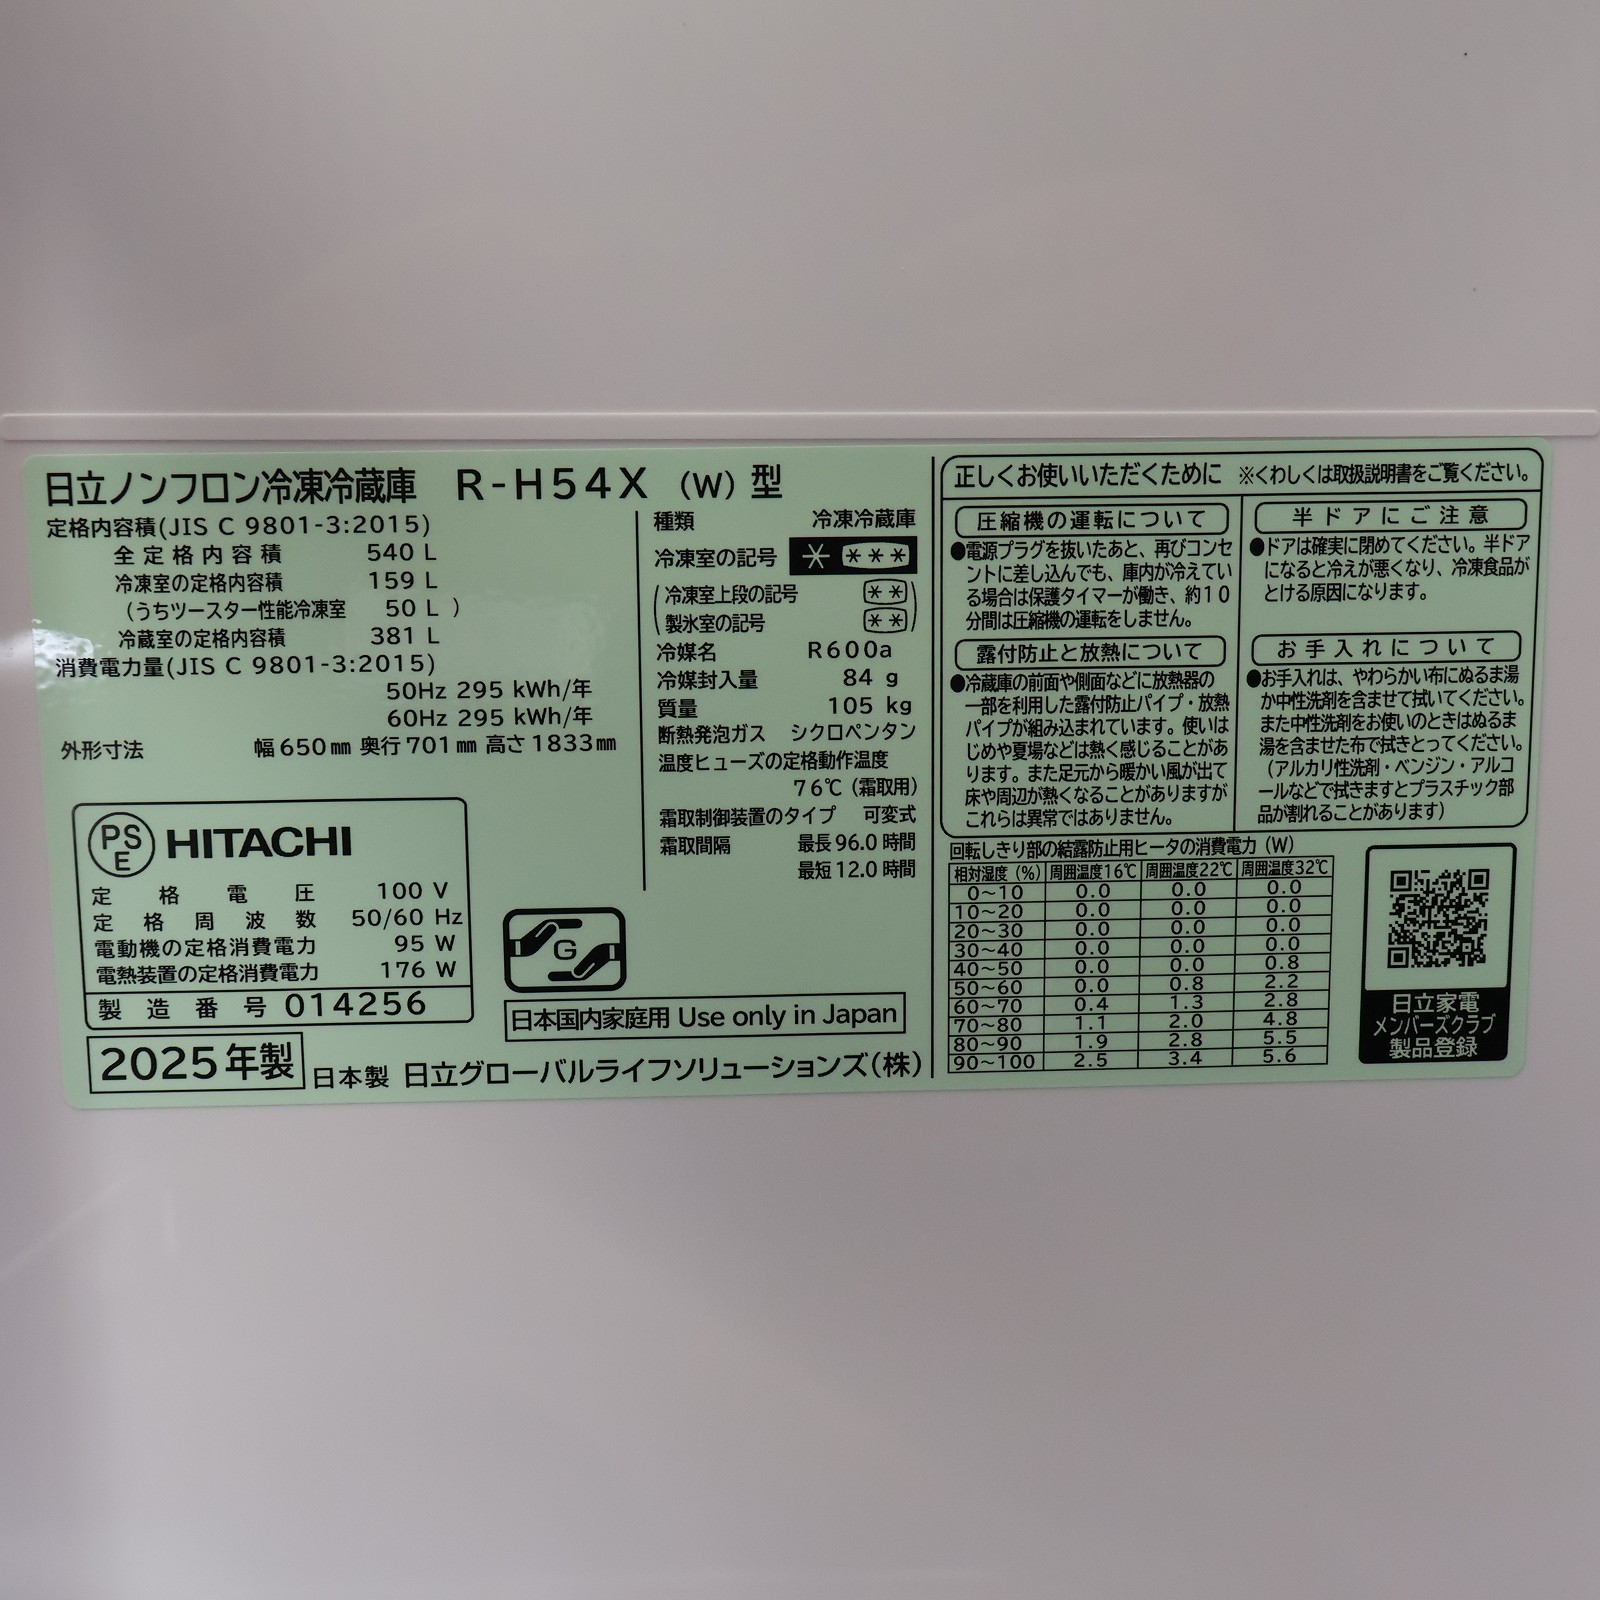 日立ノンフロン冷凍冷蔵庫 R-H54X (W) 型
定格内容積(JIS C 9801-3:2015)
全定格内容積 540 L
冷凍室の定格内容積 159 L
(うちツースター性能冷凍室 50 L )
冷蔵室の定格内容積 381 L
消費電力量(JIS C 9801-3:2015)
50Hz 295 kWh/年
60Hz 295 kWh/年
外形寸法 幅650㎜ 奥行701㎜ 高さ1833㎜
PS
E
HITACHI
定格電圧 100 V
定格周波数 50/60 Hz
電動機の定格消費電力 95 W
電熱装置の定格消費電力 176 W
製造番号 014256
2025年製
日本製 日立グローバルライフソリューションズ(株)
種類 冷凍冷蔵庫
冷凍室の記号 * ***
(冷凍室上段の記号 **)
(製氷室の記号 **)
冷媒名 R600a
冷媒封入量 84 g
質量 105 kg
断熱発泡ガス シクロペンタン
温度ヒューズの定格動作温度
76℃ (霜取用)
霜取制御装置のタイプ 可変式
霜取間隔 最長 96.0 時間
最短 12.0 時間
G
日本国内家庭用 Use only in Japan
正しくお使いいただくために ※くわしくは取扱説明書をご覧ください。
圧縮機の運転について
●電源プラグを抜いたあと、再びコンセ
ントに差し込んでも、庫内が冷えてい
る場合は保護タイマーが働き、約10
分間は圧縮機の運転をしません。
露付防止と放熱について
●冷蔵庫の前面や側面などに放熱器の
一部を利用した露付防止パイプ・放熱
パイプが組み込まれています。使いは
じめや夏場などは熱く感じることがあ
ります。また足元から暖かい風が出て
床や周辺が熱くなることがありますが
これらは異常ではありません。
半ドアにご注意
●ドアは確実に閉めてください。半ドア
になると冷えが悪くなり、冷凍食品が
とける原因になります。
お手入れについて
●お手入れは、やわらかい布にぬるま湯
か中性洗剤を含ませて拭いてください。
また中性洗剤をお使いのときはぬるま
湯を含ませた布で拭きとってください。
(アルカリ性洗剤・ベンジン・アルコ
ールなどで拭きますとプラスチック部
品が割れることがあります)
回転しきり部の結露防止用ヒータの消費電力 (W)
相対湿度 (%) 周囲温度16℃ 周囲温度22℃ 周囲温度32℃
0~10 0.0 0.0 0.0
10~20 0.0 0.0 0.0
20~30 0.0 0.0 0.0
30~40 0.0 0.0 0.0
40~50 0.0 0.0 0.8
50~60 0.0 0.8 2.2
60~70 0.4 1.3 2.8
70~80 1.1 2.0 4.8
80~90 1.9 2.8 5.5
90~100 2.5 3.4 5.6
日立家電
メンバーズクラブ
製品登録